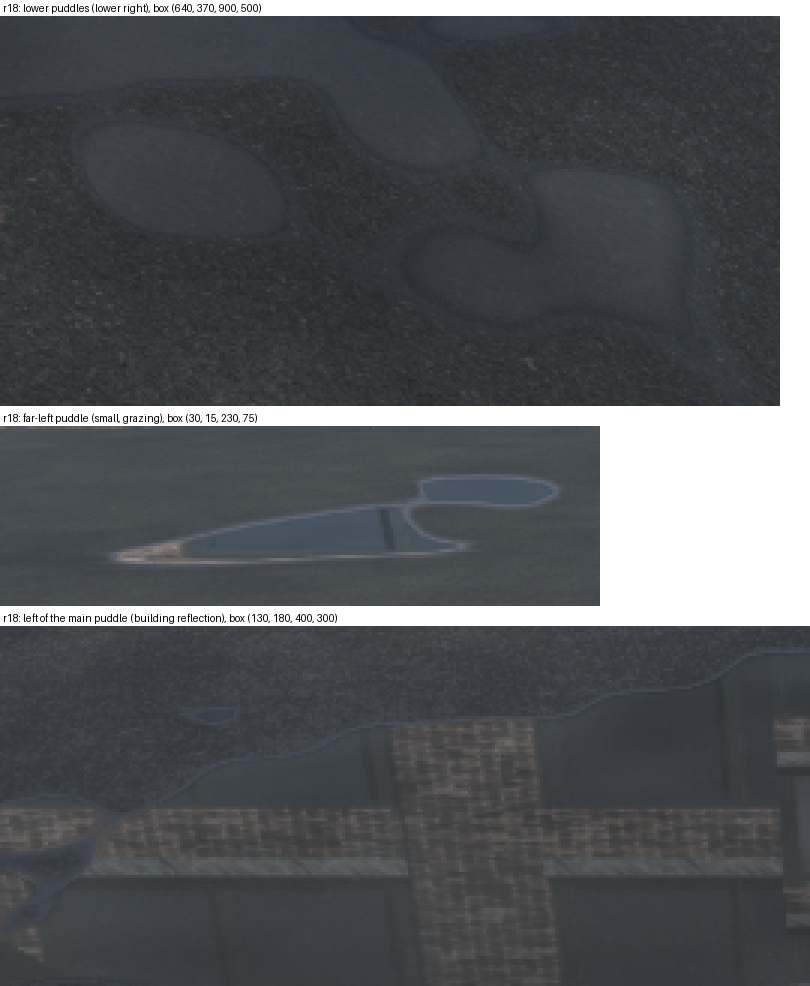 r18: lower puddles (lower right), box (640, 370, 900, 500)
r18: far-left puddle (small, grazing), box (30, 15, 230, 75)
r18: left of the main puddle (building reflection), box (130, 180, 400, 300)